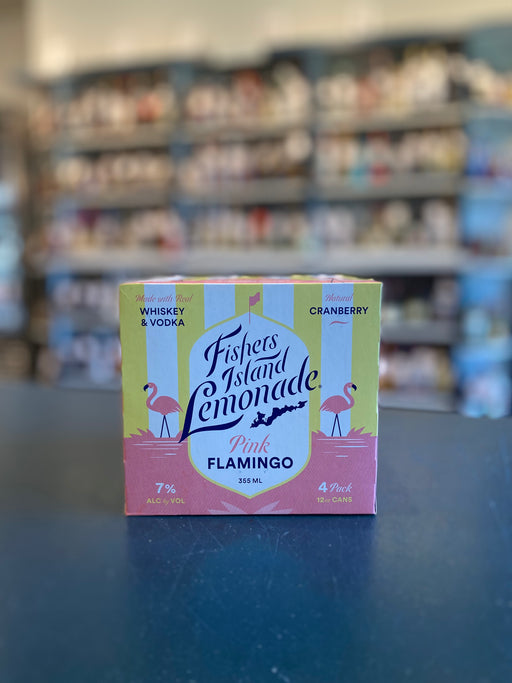 Made with Real
WHISKEY
& VODKA
Natural
CRANBERRY
Fishers
Island
Lemonade®
Pink
FLAMINGO
355 ML
7%
ALC by VOL
4 Pack
12oz CANS